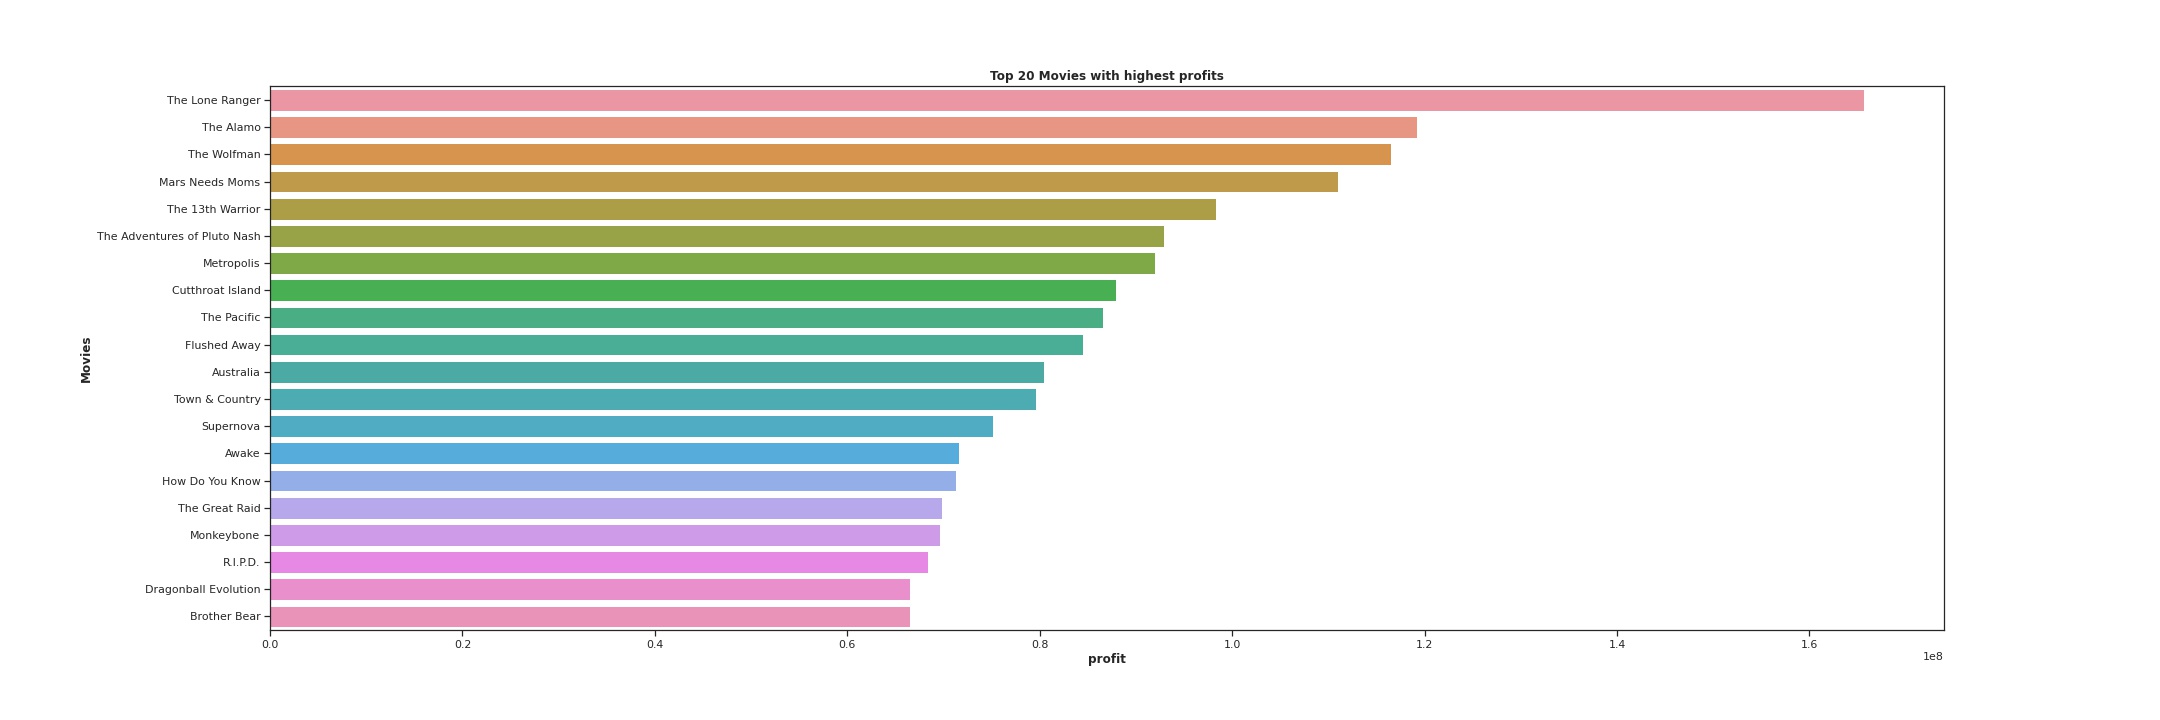 Top 20 Movies with highest profits
The Lone Ranger
The Alamo
The Wolfman
Mars Needs Moms
The 13th Warrior
The Adventures of Pluto Nash
Metropolis
Cutthroat Island
The Pacific
Flushed Away
Australia
Town & Country
Supernova
Awake
How Do You Know
The Great Raid
Monkeybone
R.I.P.D.
Dragonball Evolution
Brother Bear
Movies
0.0 0.2 0.4 0.6 0.8 1.0 1.2 1.4 1.6
1e8
profit